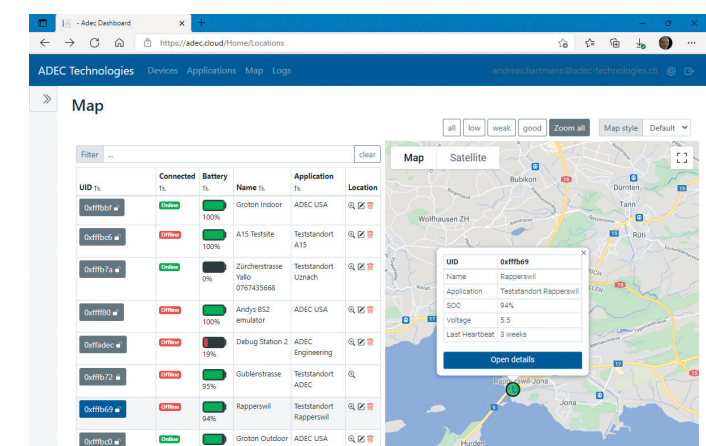 - Adec Dashboard
https://adec.cloud/Home/Locations
ADEC Technologies Devices Applications Map Logs andreas.hartmann@adec-technologies.ch
Map
all low weak good Zoom all Map style Default
Filter ... clear
UID Connected Battery Name Application Location
0xfffbbf Online 100% Groton Indoor ADEC USA
0xfffbc6 Offline 100% A15 Testsite Teststandort A15
0xfffb7a Online 0% Zürcherstrasse Yallo 0767435668 Teststandort Uznach
0xffff80 Offline 100% Andys BS2 emulator ADEC USA
0xffadec Offline 19% Debug Station 2 ADEC Engineering
0xfffb72 Offline 95% Gublenstrasse Teststandort ADEC
0xfffb69 Offline 94% Rapperswil Teststandort Rapperswil
0xfffbc0 Online Groton Outdoor ADEC USA
Map Satellite
Bubikon
Dürnten
Tann
Wolfhausen ZH
Rüti
UID 0xfffb69
Name Rapperswil
Application Teststandort Rapperswil
SOC 94%
Voltage 5.5
Last Heartbeat 3 weeks
Open details
Rapperswil-Jona
Jona
Hurden